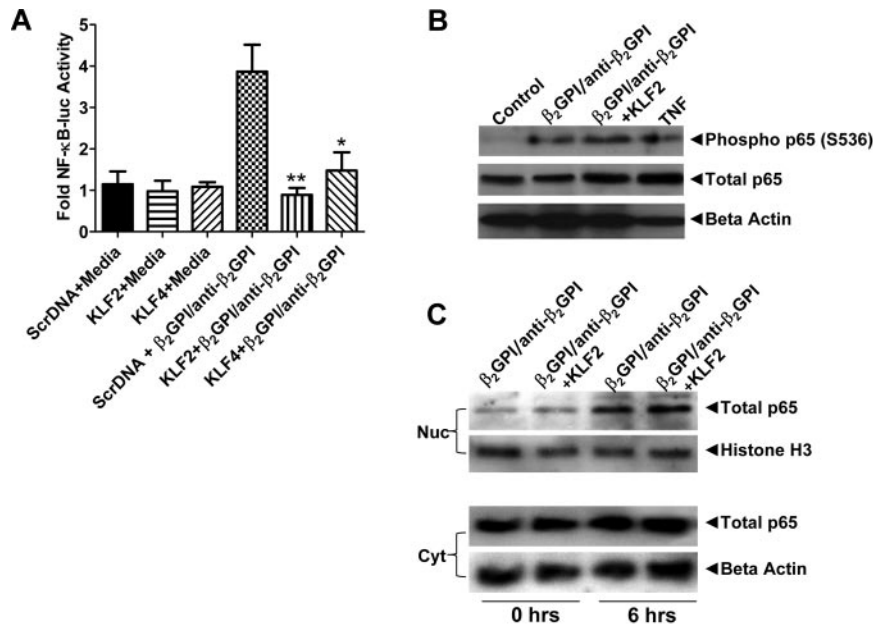 A
Fold NF-κB-luc Activity
5
4
3
2
1
0
**
*
ScrDNA+Media
KLF2+Media
KLF4+Media
ScrDNA + β₂GPI/anti-β₂GPI
KLF2+β₂GPI/anti-β₂GPI
KLF4+β₂GPI/anti-β₂GPI
B
Control
β₂GPI/anti-β₂GPI
β₂GPI/anti-β₂GPI
+KLF2
TNF
◄Phospho p65 (S536)
◄Total p65
◄Beta Actin
C
β₂GPI/anti-β₂GPI
β₂GPI/anti-β₂GPI
+KLF2
β₂GPI/anti-β₂GPI
β₂GPI/anti-β₂GPI
+KLF2
Nuc
◄Total p65
◄Histone H3
Cyt
◄Total p65
◄Beta Actin
0 hrs
6 hrs